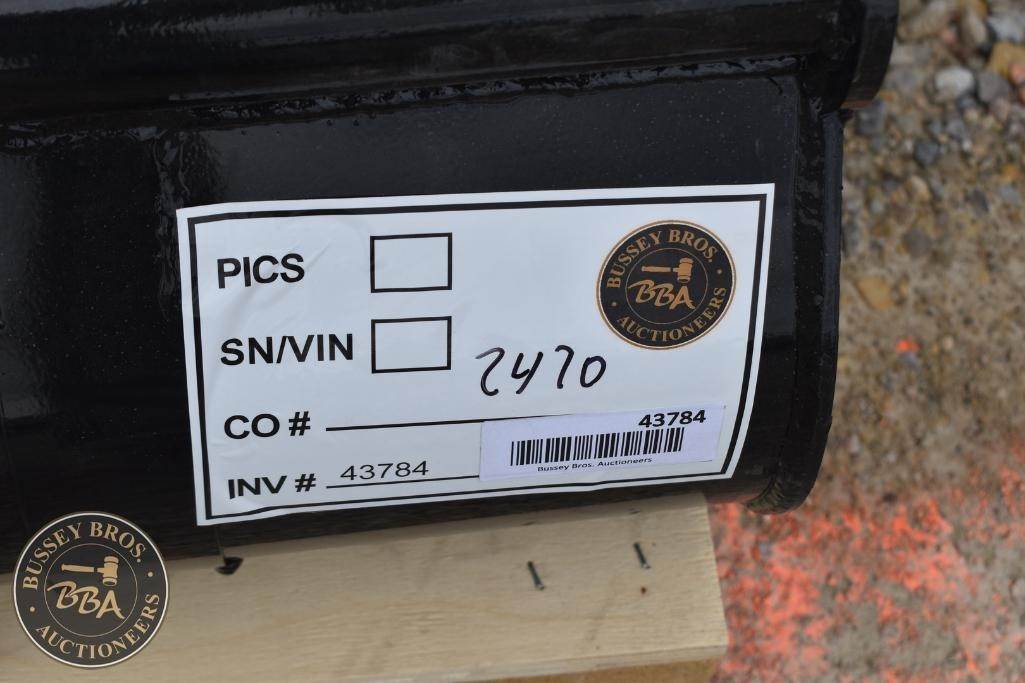 PICS
BUSSEY BROS.
BBA
AUCTIONEERS
SN/VIN
2470
CO #
43784
Bussey Bros. Auctioneers
INV # 43784
BUSSEY BROS.
BBA
AUCTIONEERS